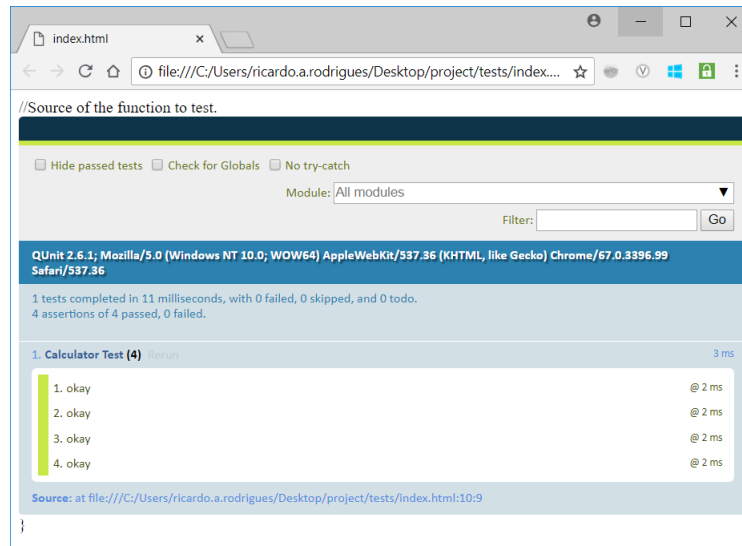 index.html
file:///C:/Users/ricardo.a.rodrigues/Desktop/project/tests/index....
//Source of the function to test.
Hide passed tests Check for Globals No try-catch
Module: All modules
Filter: Go
QUnit 2.6.1; Mozilla/5.0 (Windows NT 10.0; WOW64) AppleWebKit/537.36 (KHTML, like Gecko) Chrome/67.0.3396.99
Safari/537.36
1 tests completed in 11 milliseconds, with 0 failed, 0 skipped, and 0 todo.
4 assertions of 4 passed, 0 failed.
1. Calculator Test (4) Rerun 3 ms
1. okay @ 2 ms
2. okay @ 2 ms
3. okay @ 2 ms
4. okay @ 2 ms
Source: at file:///C:/Users/ricardo.a.rodrigues/Desktop/project/tests/index.html:10:9
}